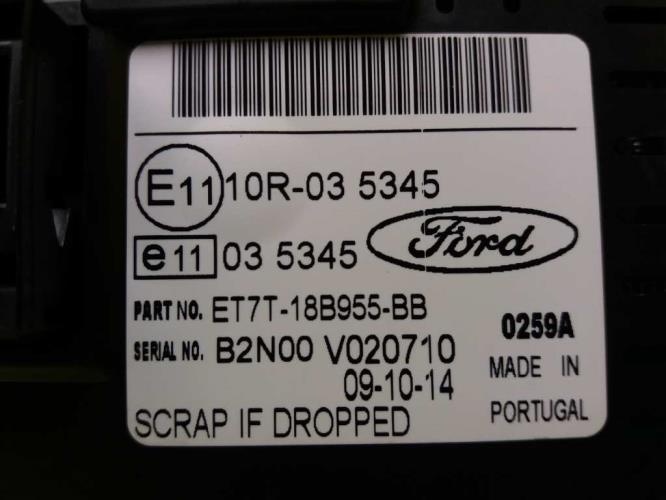 E11 10R-03 5345
e11 03 5345 Ford
PART NO. ET7T-18B955-BB
SERIAL NO. B2N00 V020710 0259A
09-10-14 MADE IN
SCRAP IF DROPPED PORTUGAL